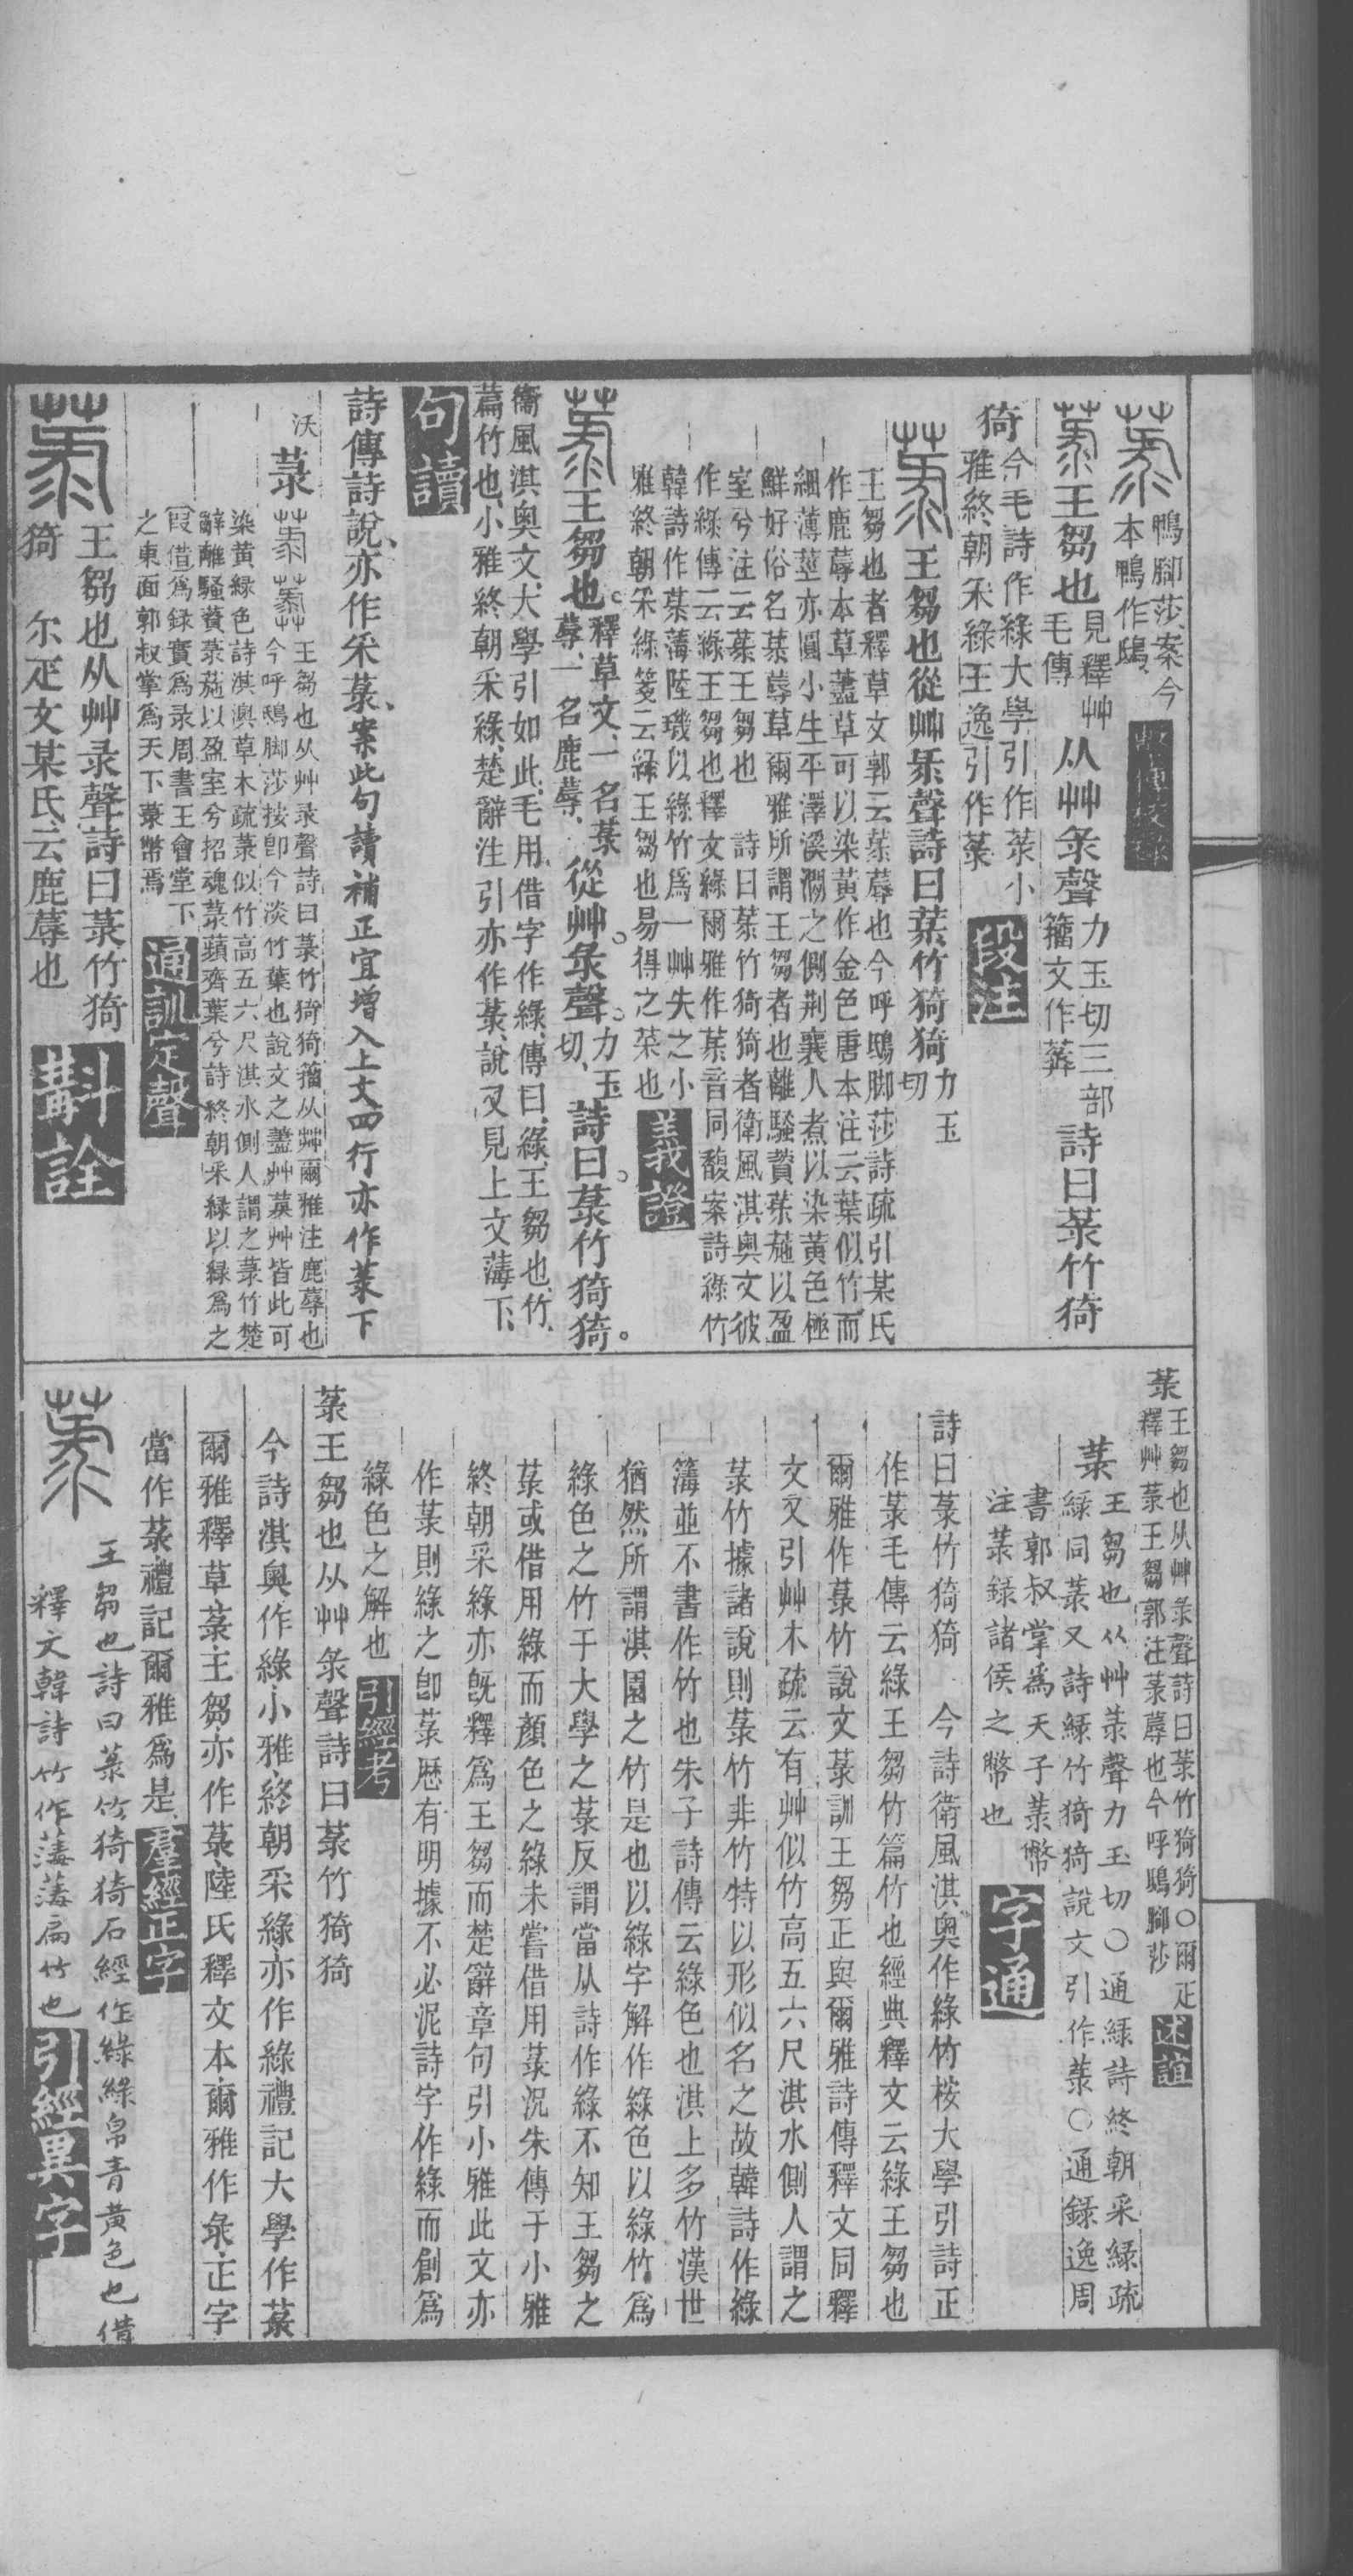 鴨腳莎案今
本鴨作鴟
繫傳校錄
王芻也
見釋艸
毛傳
从艸彔聲
力玉切三部
籀文作𦽌
詩曰菉竹猗
猗
今毛詩作綠大學引作菉小
雅終朝采綠王逸引作菉
段注
王芻也從艸彔聲詩曰菉竹猗猗
力玉
切
王芻也者釋草文郭云菉蓐也今呼鴟脚莎詩疏引某氏
作鹿蓐本草藎草可以染黃作金色唐本注云葉似竹而
細薄莖亦圓小生平澤溪澗之側荆襄人煮以染黃色極
鮮好俗名菉蓐草爾雅所謂王芻者也離騷薋菉葹以盈
室兮注云菉王芻也 詩曰菉竹猗猗者衛風淇奧文彼
作綠傳云綠王芻也釋文綠爾雅作菉音同馥案詩綠竹
韓詩作菉薄陸璣以綠竹爲一艸失之小
雅終朝采綠箋云綠王芻也易得之菜也
義證
王芻也。
釋草文、一名菉
蓐、一名鹿蓐、
從艸。彔聲。
力玉
切、
詩曰。菉竹猗猗。
衞風淇奥文、大學引如此、毛用借字作綠、傳曰、綠、王芻也、竹、
萹竹也、小雅終朝采綠、楚辭注引亦作菉、說又見上文薄下、
句讀
詩傳詩說、亦作采菉、案此句讀補正宜增入上文四行亦作菉下
沃
菉
王芻也从艸录聲詩曰菉竹猗猗籀从艸爾雅注鹿蓐也
今呼鴟脚莎按卽今淡竹葉也說文之藎艸菮艸皆此可
染黃綠色詩淇澳草木疏菉似竹高五六尺淇水側人謂之菉竹楚
辭離騷薋菉葹以盈室兮招魂菉蘋齊葉兮詩終朝采綠以綠爲之
叚借爲錄實爲录周書王會堂下
之東面郭叔掌爲天下菉幣焉
通訓定聲
王芻也从艸录聲詩曰菉竹猗
猗 尔疋文某氏云鹿蓐也
斠詮
菉
王芻也从艸彔聲詩曰菉竹猗猗○爾疋
釋艸菉王芻郭注菉蓐也今呼鴟腳莎
述誼
菉
王芻也从艸菉聲力玉切○通綠詩終朝采綠疏
綠同菉又詩綠竹猗猗說文引作菉○通錄逸周
書郭叔掌爲天子菉幣
注菉錄諸侯之幣也
字通
詩曰菉竹猗猗 今詩衛風淇奧作綠竹桉大學引詩正
作菉毛傳云綠王芻竹篇竹也經典釋文云綠王芻也
爾雅作菉竹說文菉訓王芻正與爾雅詩傳釋文同釋
文又引艸木疏云有艸似竹高五六尺淇水側人謂之
菉竹據諸說則菉竹非竹特以形似名之故韓詩作綠
𦺇並不書作竹也朱子詩傳云綠色也淇上多竹漢世
猶然所謂淇園之竹是也以綠字解作綠色以綠竹爲
綠色之竹于大學之菉反謂當从詩作綠不知王芻之
菉或借用綠而顏色之綠未嘗借用菉況朱傳于小雅
終朝采綠亦旣釋爲王芻而楚辭章句引小雅此文亦
作菉則綠之卽菉厯有明據不必泥詩字作綠而創爲
綠色之解也
引經考
菉王芻也从艸彔聲詩曰菉竹猗猗
今詩淇奧作綠小雅終朝采綠亦作綠禮記大學作菉
爾雅釋草菉王芻亦作菉陸氏釋文本爾雅作彔正字
當作菉禮記爾雅爲是
羣經正字
王芻也詩曰菉竹猗猗石經作綠綠帛青黃色也借
釋文韓詩竹作薄薄萹竹也
引經異字